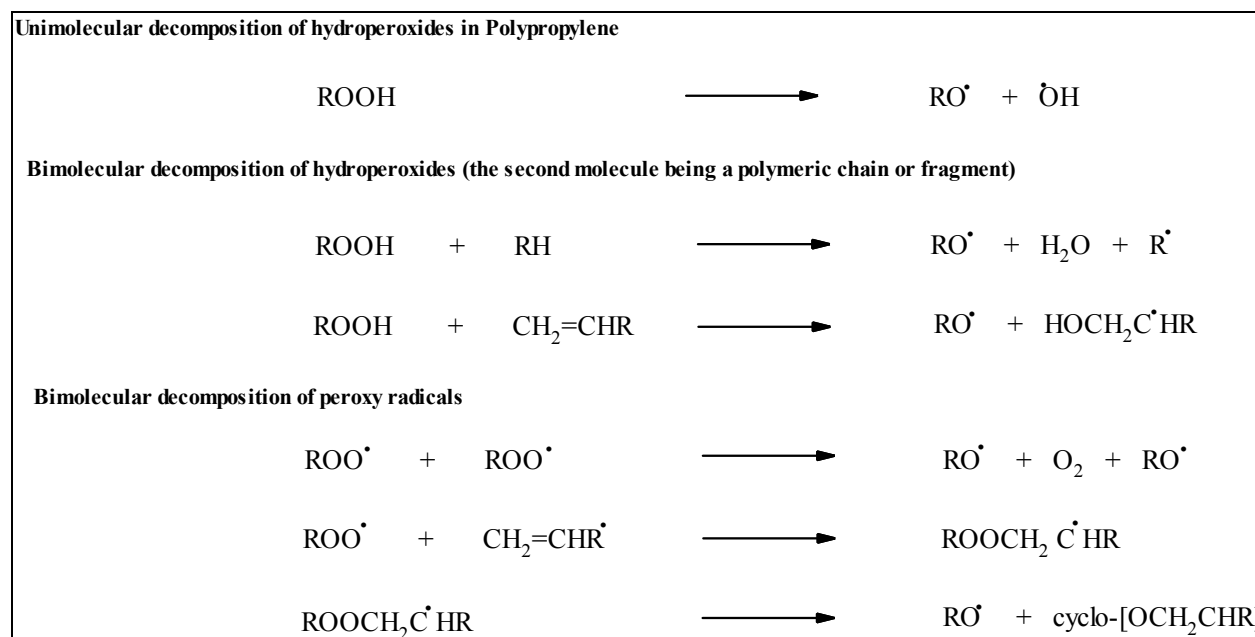 Unimolecular decomposition of hydroperoxides in Polypropylene
ROOH ⟶ RO• + •OH
Bimolecular decomposition of hydroperoxides (the second molecule being a polymeric chain or fragment)
ROOH + RH ⟶ RO• + H₂O + R•
ROOH + CH₂=CHR ⟶ RO• + HOCH₂C•HR
Bimolecular decomposition of peroxy radicals
ROO• + ROO• ⟶ RO• + O₂ + RO•
ROO• + CH₂=CHR• ⟶ ROOCH₂ C•HR
ROOCH₂C•HR ⟶ RO• + cyclo-[OCH₂CHR]